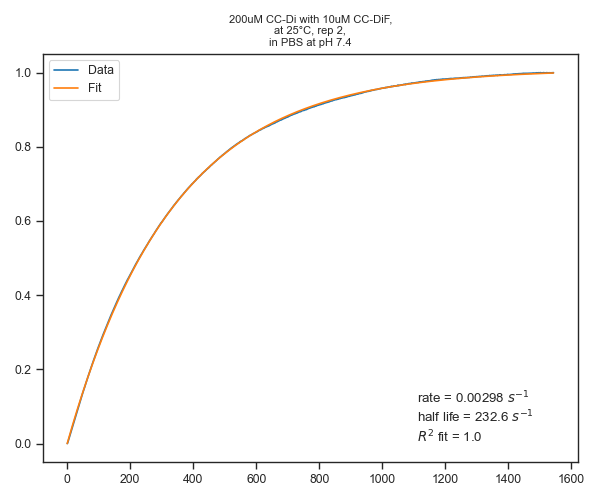 200uM CC-Di with 10uM CC-DiF,
at 25°C, rep 2,
in PBS at pH 7.4
Data
Fit
1.0
0.8
0.6
0.4
0.2
0.0
rate = 0.00298 s⁻¹
half life = 232.6 s⁻¹
R² fit = 1.0
0 200 400 600 800 1000 1200 1400 1600